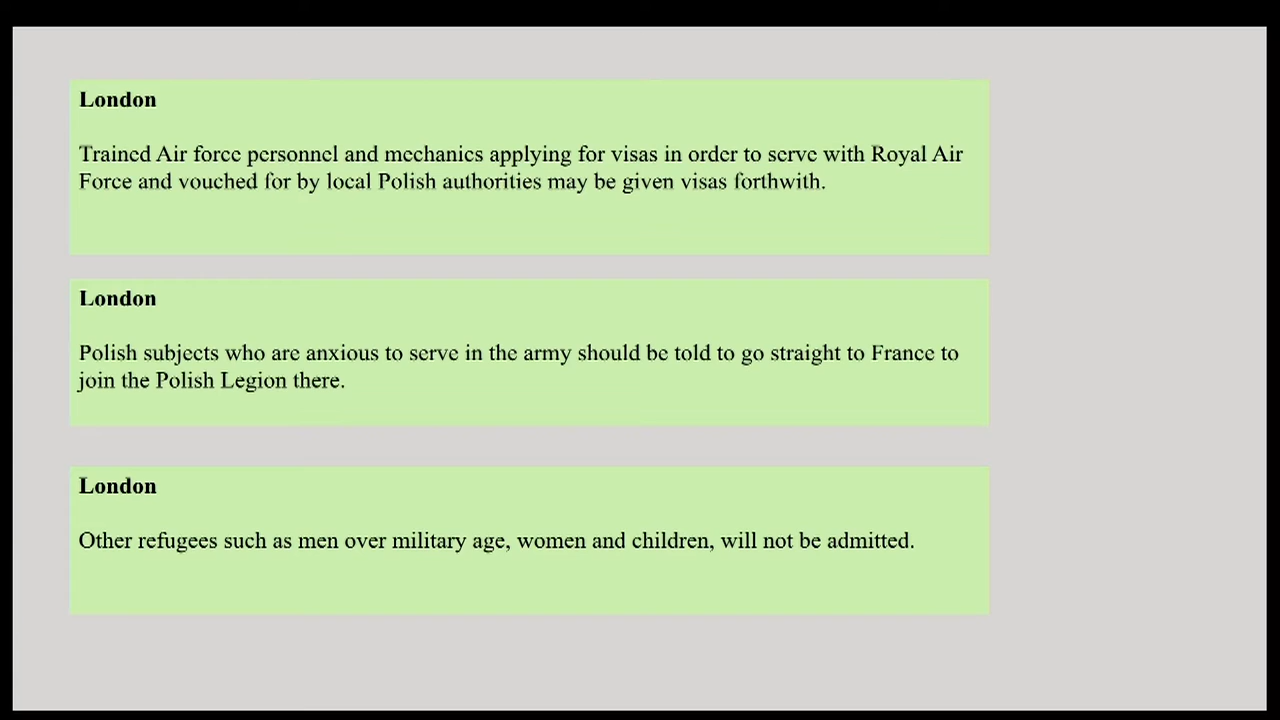 London
Trained Air force personnel and mechanics applying for visas in order to serve with Royal Air
Force and vouched for by local Polish authorities may be given visas forthwith.
London
Polish subjects who are anxious to serve in the army should be told to go straight to France to
join the Polish Legion there.
London
Other refugees such as men over military age, women and children, will not be admitted.